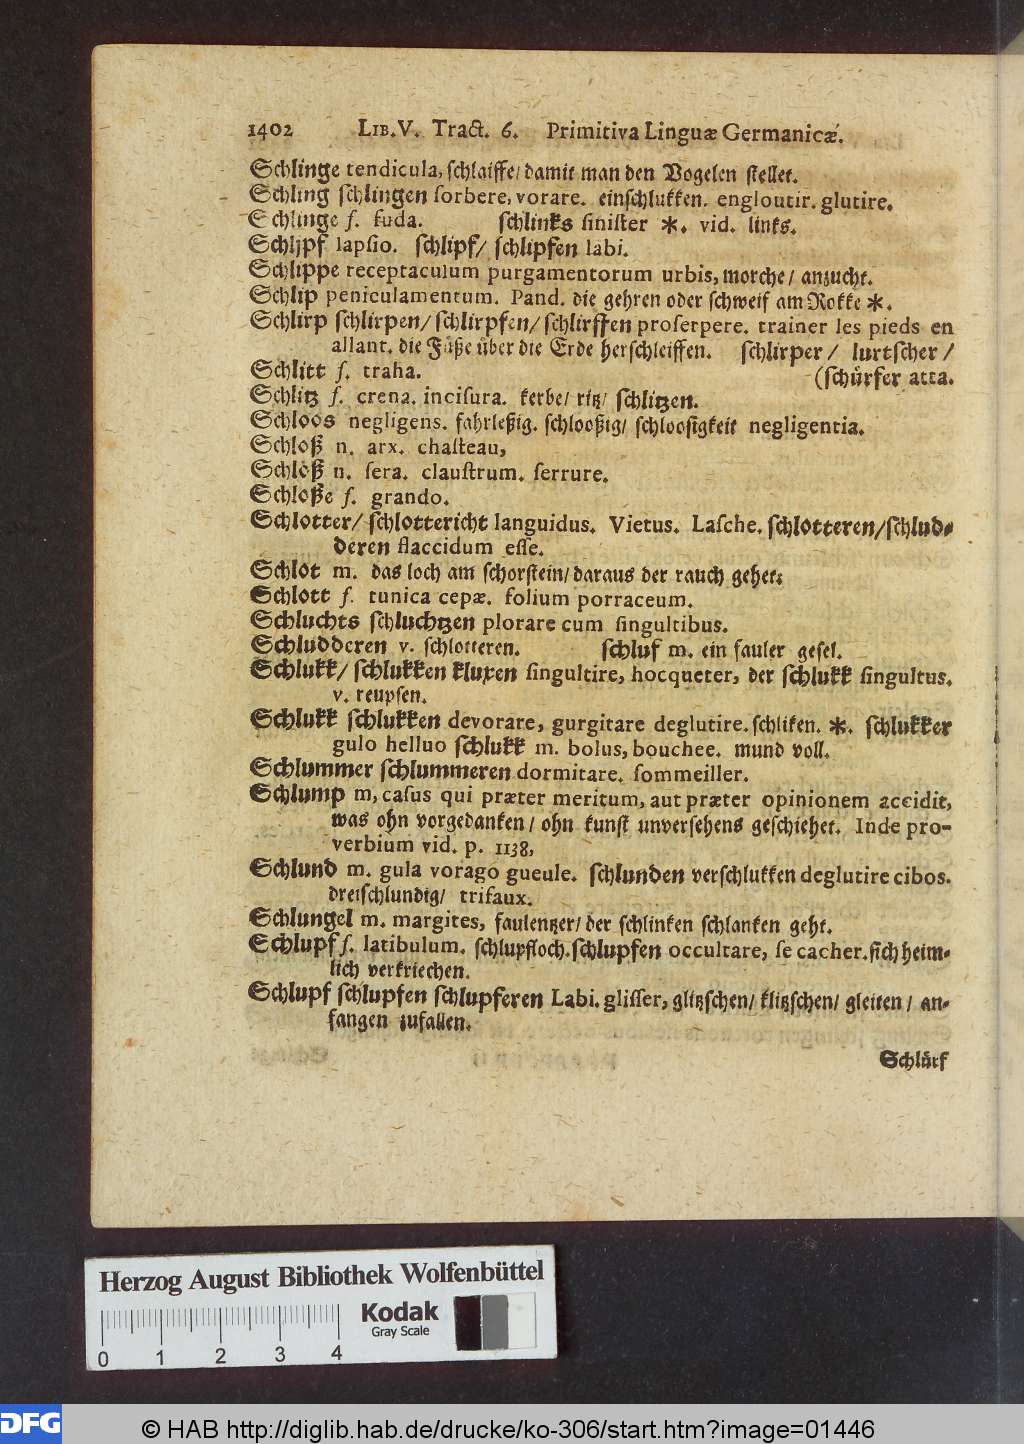 1402 LIB.V. Tract. 6. Primitiva Linguæ Germanicæ.
Schlinge tendicula, schlaiffe/ damit man den Vogelen stellet.
Schling schlingen sorbere, vorare. einschlukken. engloutir. glutire.
Schlinge f. fuda. schlinks sinister *. vid. links.
Schlipf lapsio. schlipf/ schlipfen labi.
Schlippe receptaculum purgamentorum urbis, morche/ anzucht.
Schlip peniculamentum. Pand. die gehren oder schweif am Rokke *.
Schlirp schlirpen/ schlirpfen/ schlirffen proserpere. trainer les pieds en
allant. die Füße über die Erde herschleiffen. schlirper/ lurtscher/
Schlitt f. traha. (schürfer atta.
Schlitz f. crena. incisura. kerbe/ ritz/ schlitzen.
Schloos negligens. fahrleßig. schlooßig/ schloosigkeit negligentia.
Schloß n. arx. chasteau,
Schlöß n. sera. claustrum. serrure.
Schloße f. grando.
Schlotter/ schlottericht languidus. Vietus. Lasche. schlotteren/ schlud-
deren flaccidum esse.
Schlot m. das loch am schorstein/ daraus der rauch gehet:
Schlott f. tunica cepæ. folium porraceum.
Schluchts schluchtzen plorare cum singultibus.
Schludderen v. schlotteren. schluf m. ein fauler gesel.
Schlukk/ schlukken kluxen singultire, hocqueter, der schlukk singultus.
v. reupsen.
Schlukk schlukken devorare, gurgitare deglutire. schliken. *. schlukker
gulo helluo schlukk m. bolus, bouchee. mund voll.
Schlummer schlummeren dormitare. sommeiller.
Schlump m, casus qui præter meritum, aut præter opinionem accidit,
was ohn vorgedanken/ ohn kunst unversehens geschiehet. Inde pro-
verbium vid. p. 1138,
Schlund m. gula vorago gueule. schlunden verschlukken deglutire cibos.
dreischlundig/ trifaux.
Schlungel m. margites, faulentzer/ der schlinken schlanken geht.
Schlupf f. latibulum. schlupfloch. schlupfen occultare, se cacher. sich heim-
lich verkriechen.
Schlupf schlupfen schlupferen Labi. glisser, glitzschen/ klitzschen/ gleiten/ an-
fangen zufallen.
Schlürf
Herzog August Bibliothek Wolfenbüttel
Kodak
Gray Scale
0 1 2 3 4
DFG
© HAB http://diglib.hab.de/drucke/ko-306/start.htm?image=01446